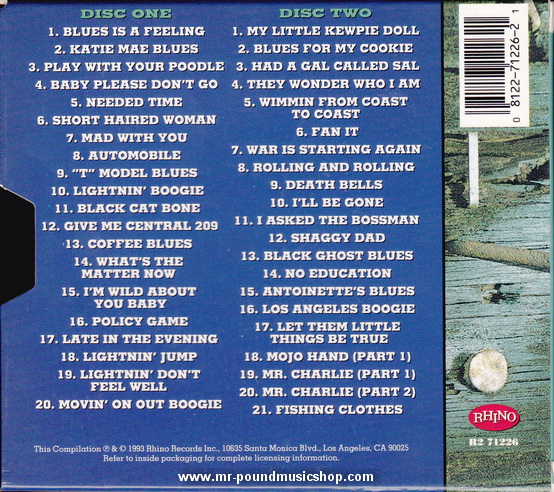 DISC ONE
1. BLUES IS A FEELING
2. KATIE MAE BLUES
3. PLAY WITH YOUR POODLE
4. BABY PLEASE DON'T GO
5. NEEDED TIME
6. SHORT HAIRED WOMAN
7. MAD WITH YOU
8. AUTOMOBILE
9. "T" MODEL BLUES
10. LIGHTNIN' BOOGIE
11. BLACK CAT BONE
12. GIVE ME CENTRAL 209
13. COFFEE BLUES
14. WHAT'S THE
MATTER NOW
15. I'M WILD ABOUT
YOU BABY
16. POLICY GAME
17. LATE IN THE EVENING
18. LIGHTNIN' JUMP
19. LIGHTNIN' DON'T
FEEL WELL
20. MOVIN' ON OUT BOOGIE
DISC TWO
1. MY LITTLE KEWPIE DOLL
2. BLUES FOR MY COOKIE
3. HAD A GAL CALLED SAL
4. THEY WONDER WHO I AM
5. WIMMIN FROM COAST
TO COAST
6. FAN IT
7. WAR IS STARTING AGAIN
8. ROLLING AND ROLLING
9. DEATH BELLS
10. I'LL BE GONE
11. I ASKED THE BOSSMAN
12. SHAGGY DAD
13. BLACK GHOST BLUES
14. NO EDUCATION
15. ANTOINETTE'S BLUES
16. LOS ANGELES BOOGIE
17. LET THEM LITTLE
THINGS BE TRUE
18. MOJO HAND (PART 1)
19. MR. CHARLIE (PART 1)
20. MR. CHARLIE (PART 2)
21. FISHING CLOTHES
0 8122-71226-2 1
RHINO
R2 71226
This Compilation ℗ & © 1993 Rhino Records Inc., 10635 Santa Monica Blvd., Los Angeles, CA 90025
Refer to inside packaging for complete licensing information.
www.mr-poundmusicshop.com